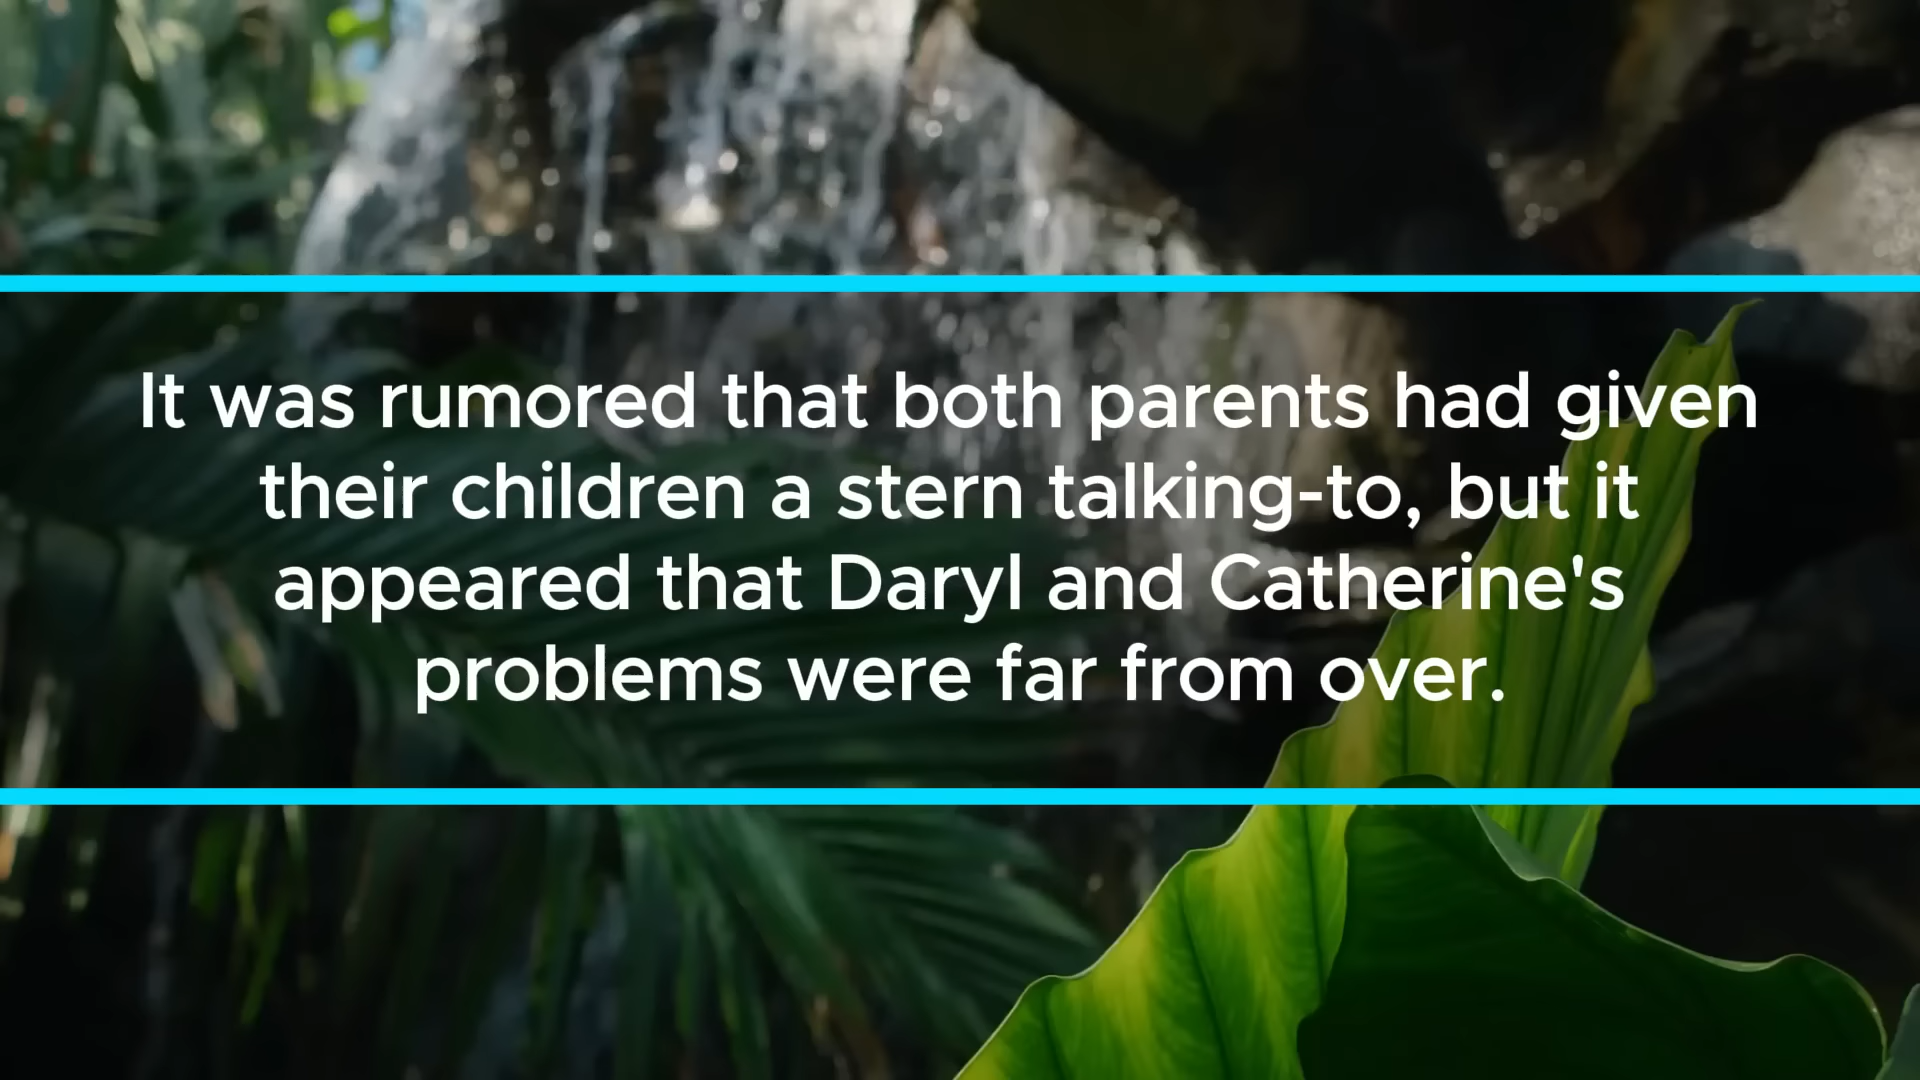 It was rumored that both parents had given
their children a stern talking-to, but it
appeared that Daryl and Catherine's
problems were far from over.